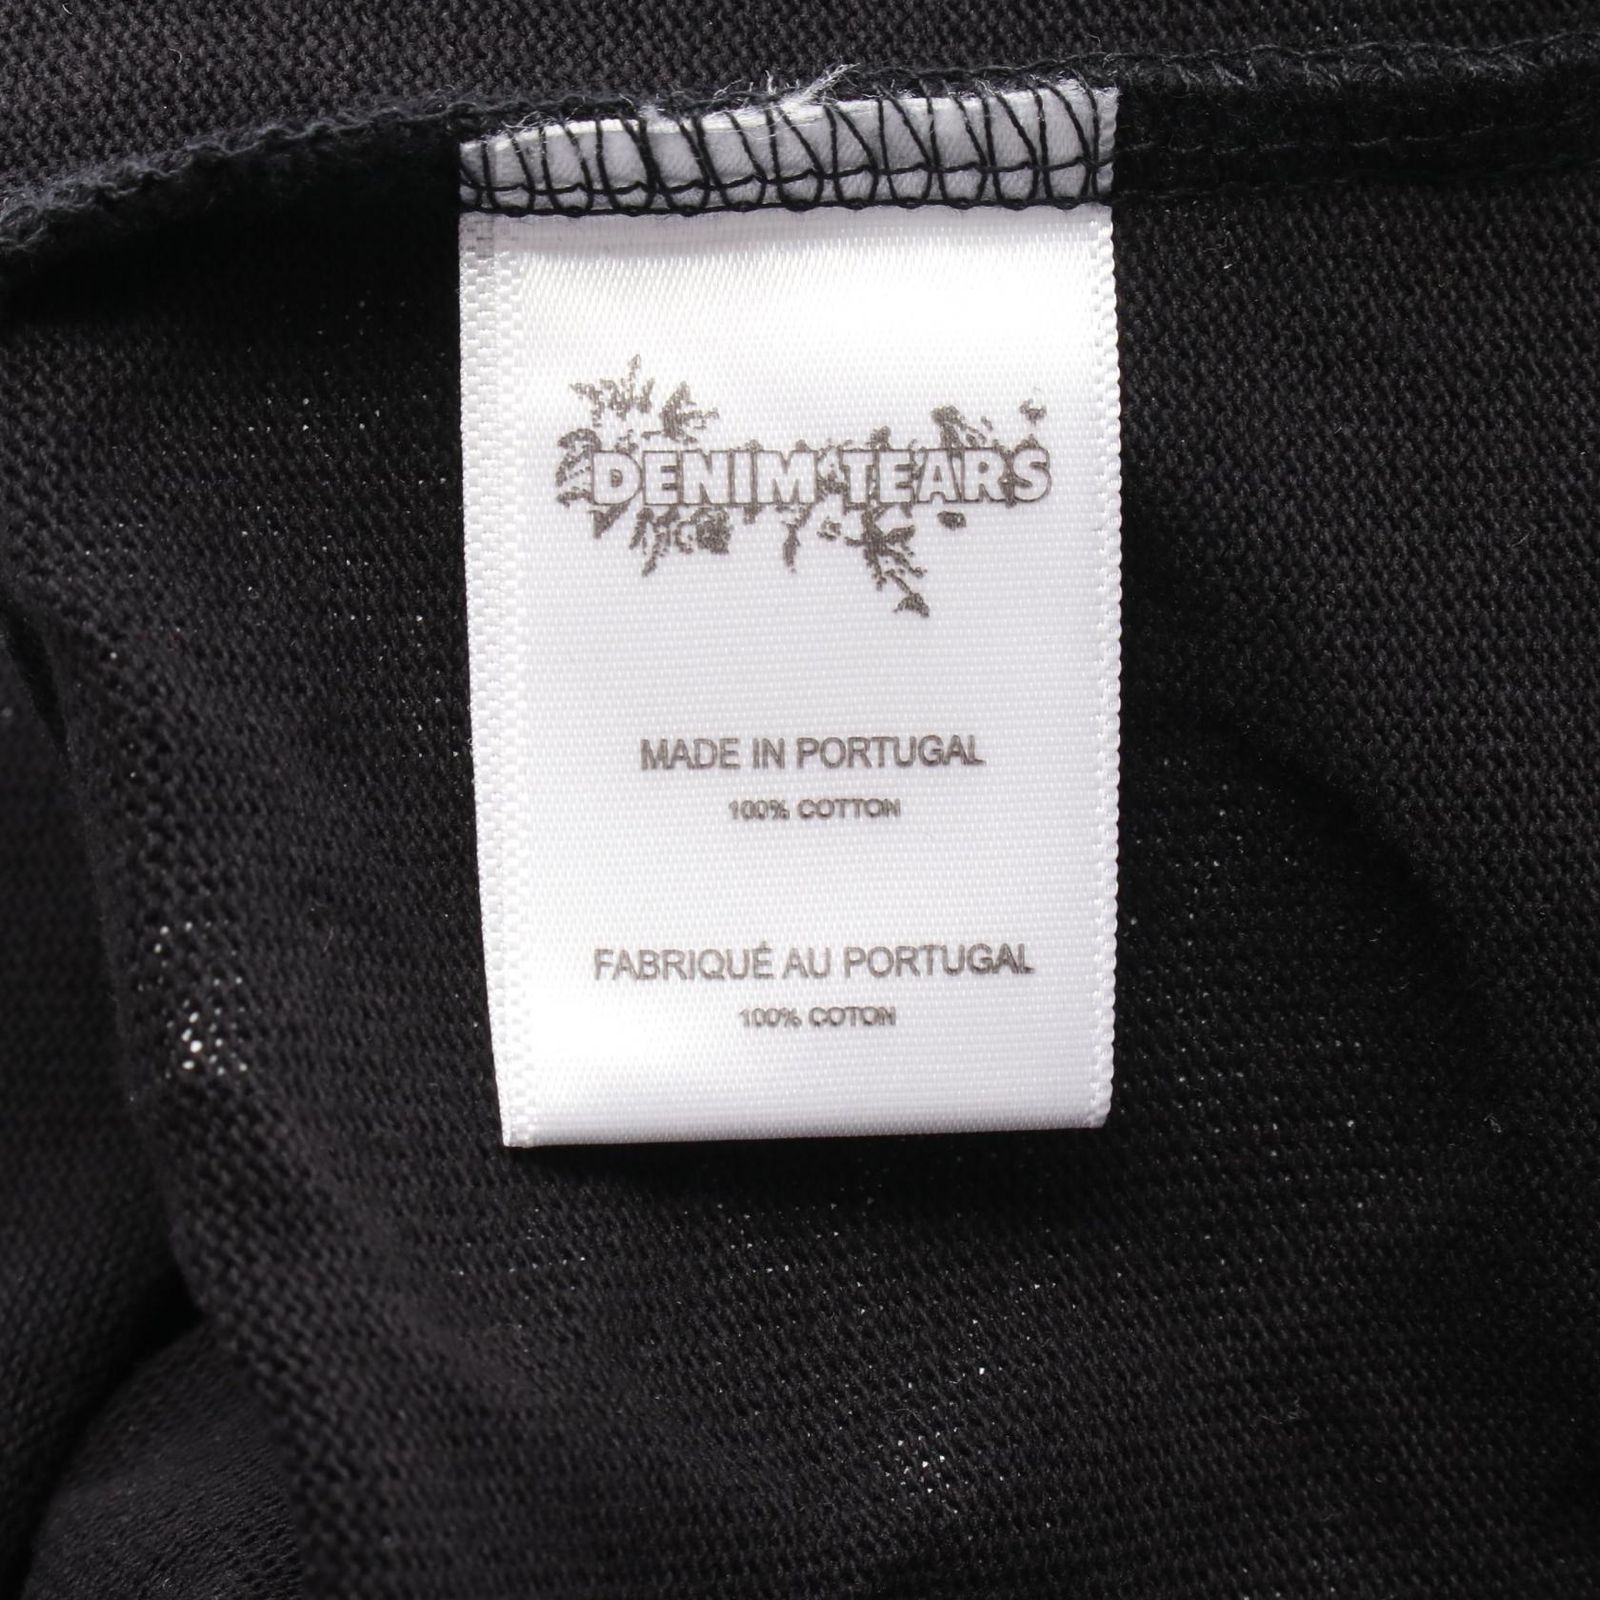 DENIM TEARS
MADE IN PORTUGAL
100% COTTON
FABRIQUÉ AU PORTUGAL
100% COTON